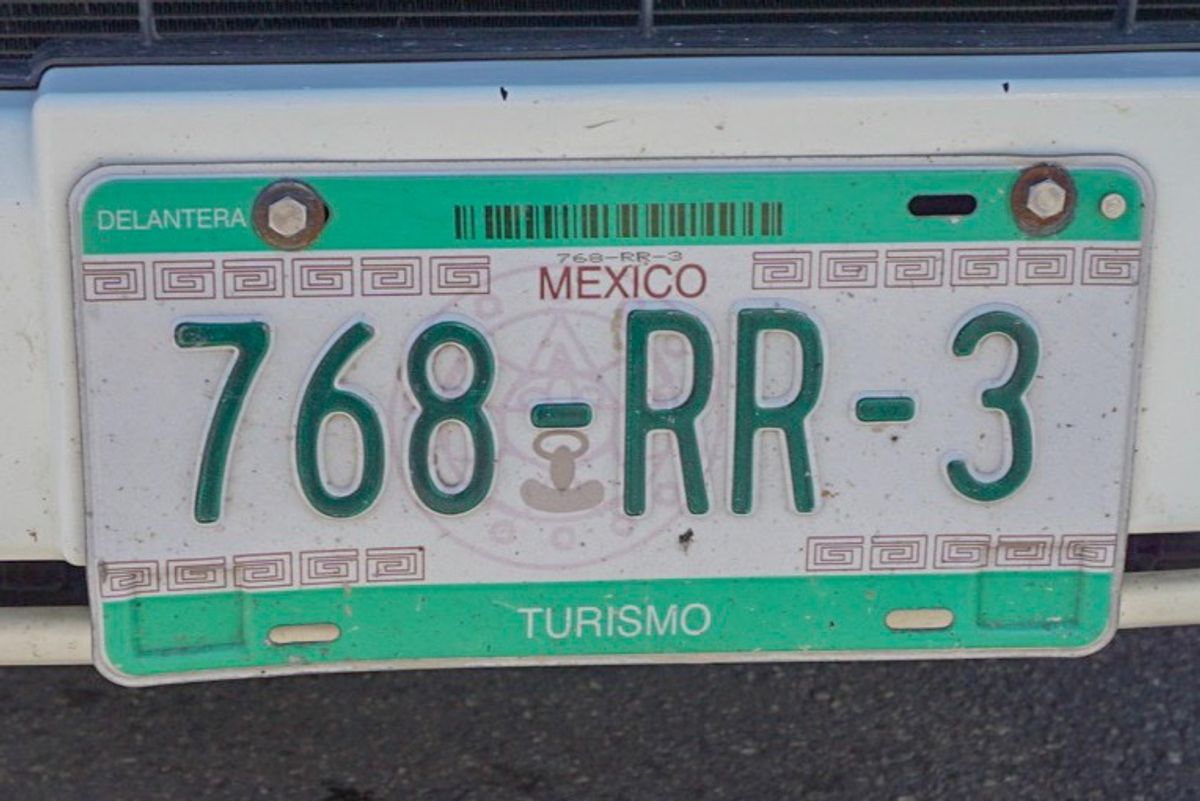 DELANTERA
768-RR-3
MEXICO
768-RR-3
TURISMO